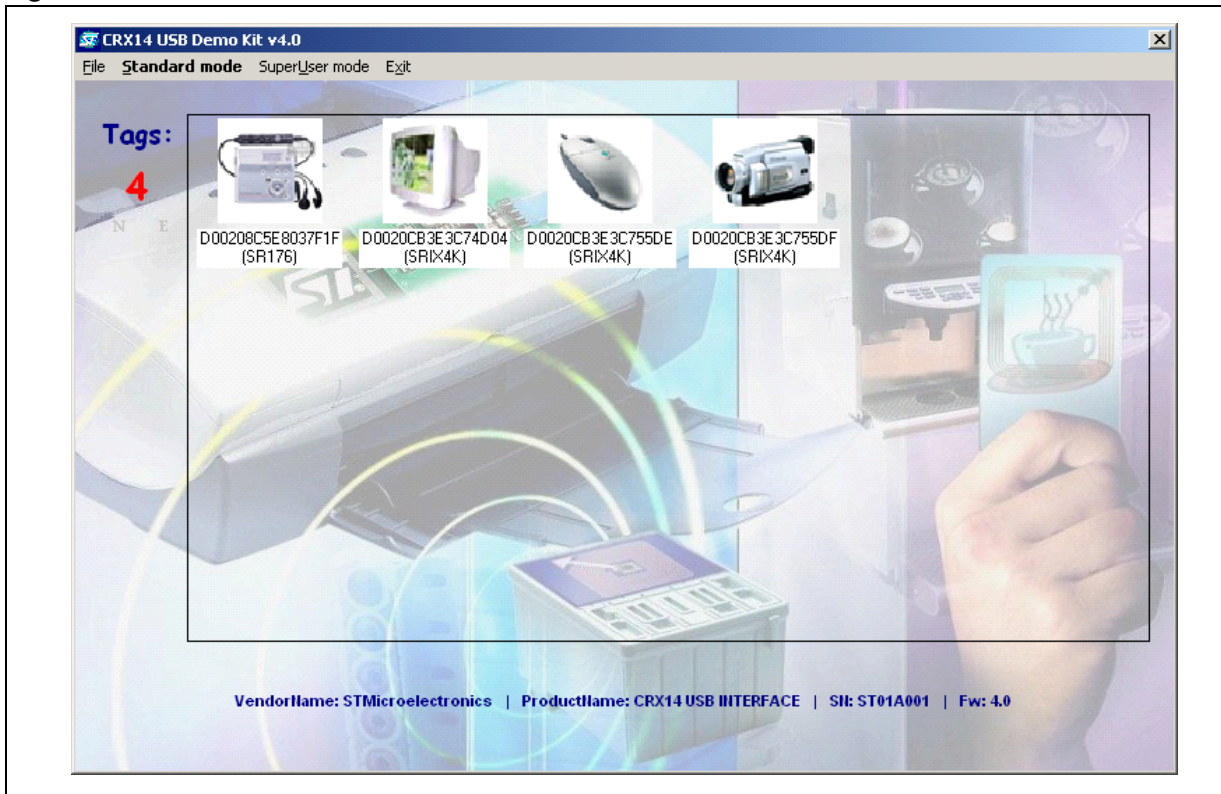 CRX14 USB Demo Kit v4.0
File Standard mode SuperUser mode Exit
Tags:
4
N E
D00208C5E8037F1F
(SR176)
D0020CB3E3C74D04
(SRIX4K)
D0020CB3E3C755DE
(SRIX4K)
D0020CB3E3C755DF
(SRIX4K)
VendorName: STMicroelectronics | ProductName: CRX14 USB INTERFACE | SN: ST01A001 | Fw: 4.0